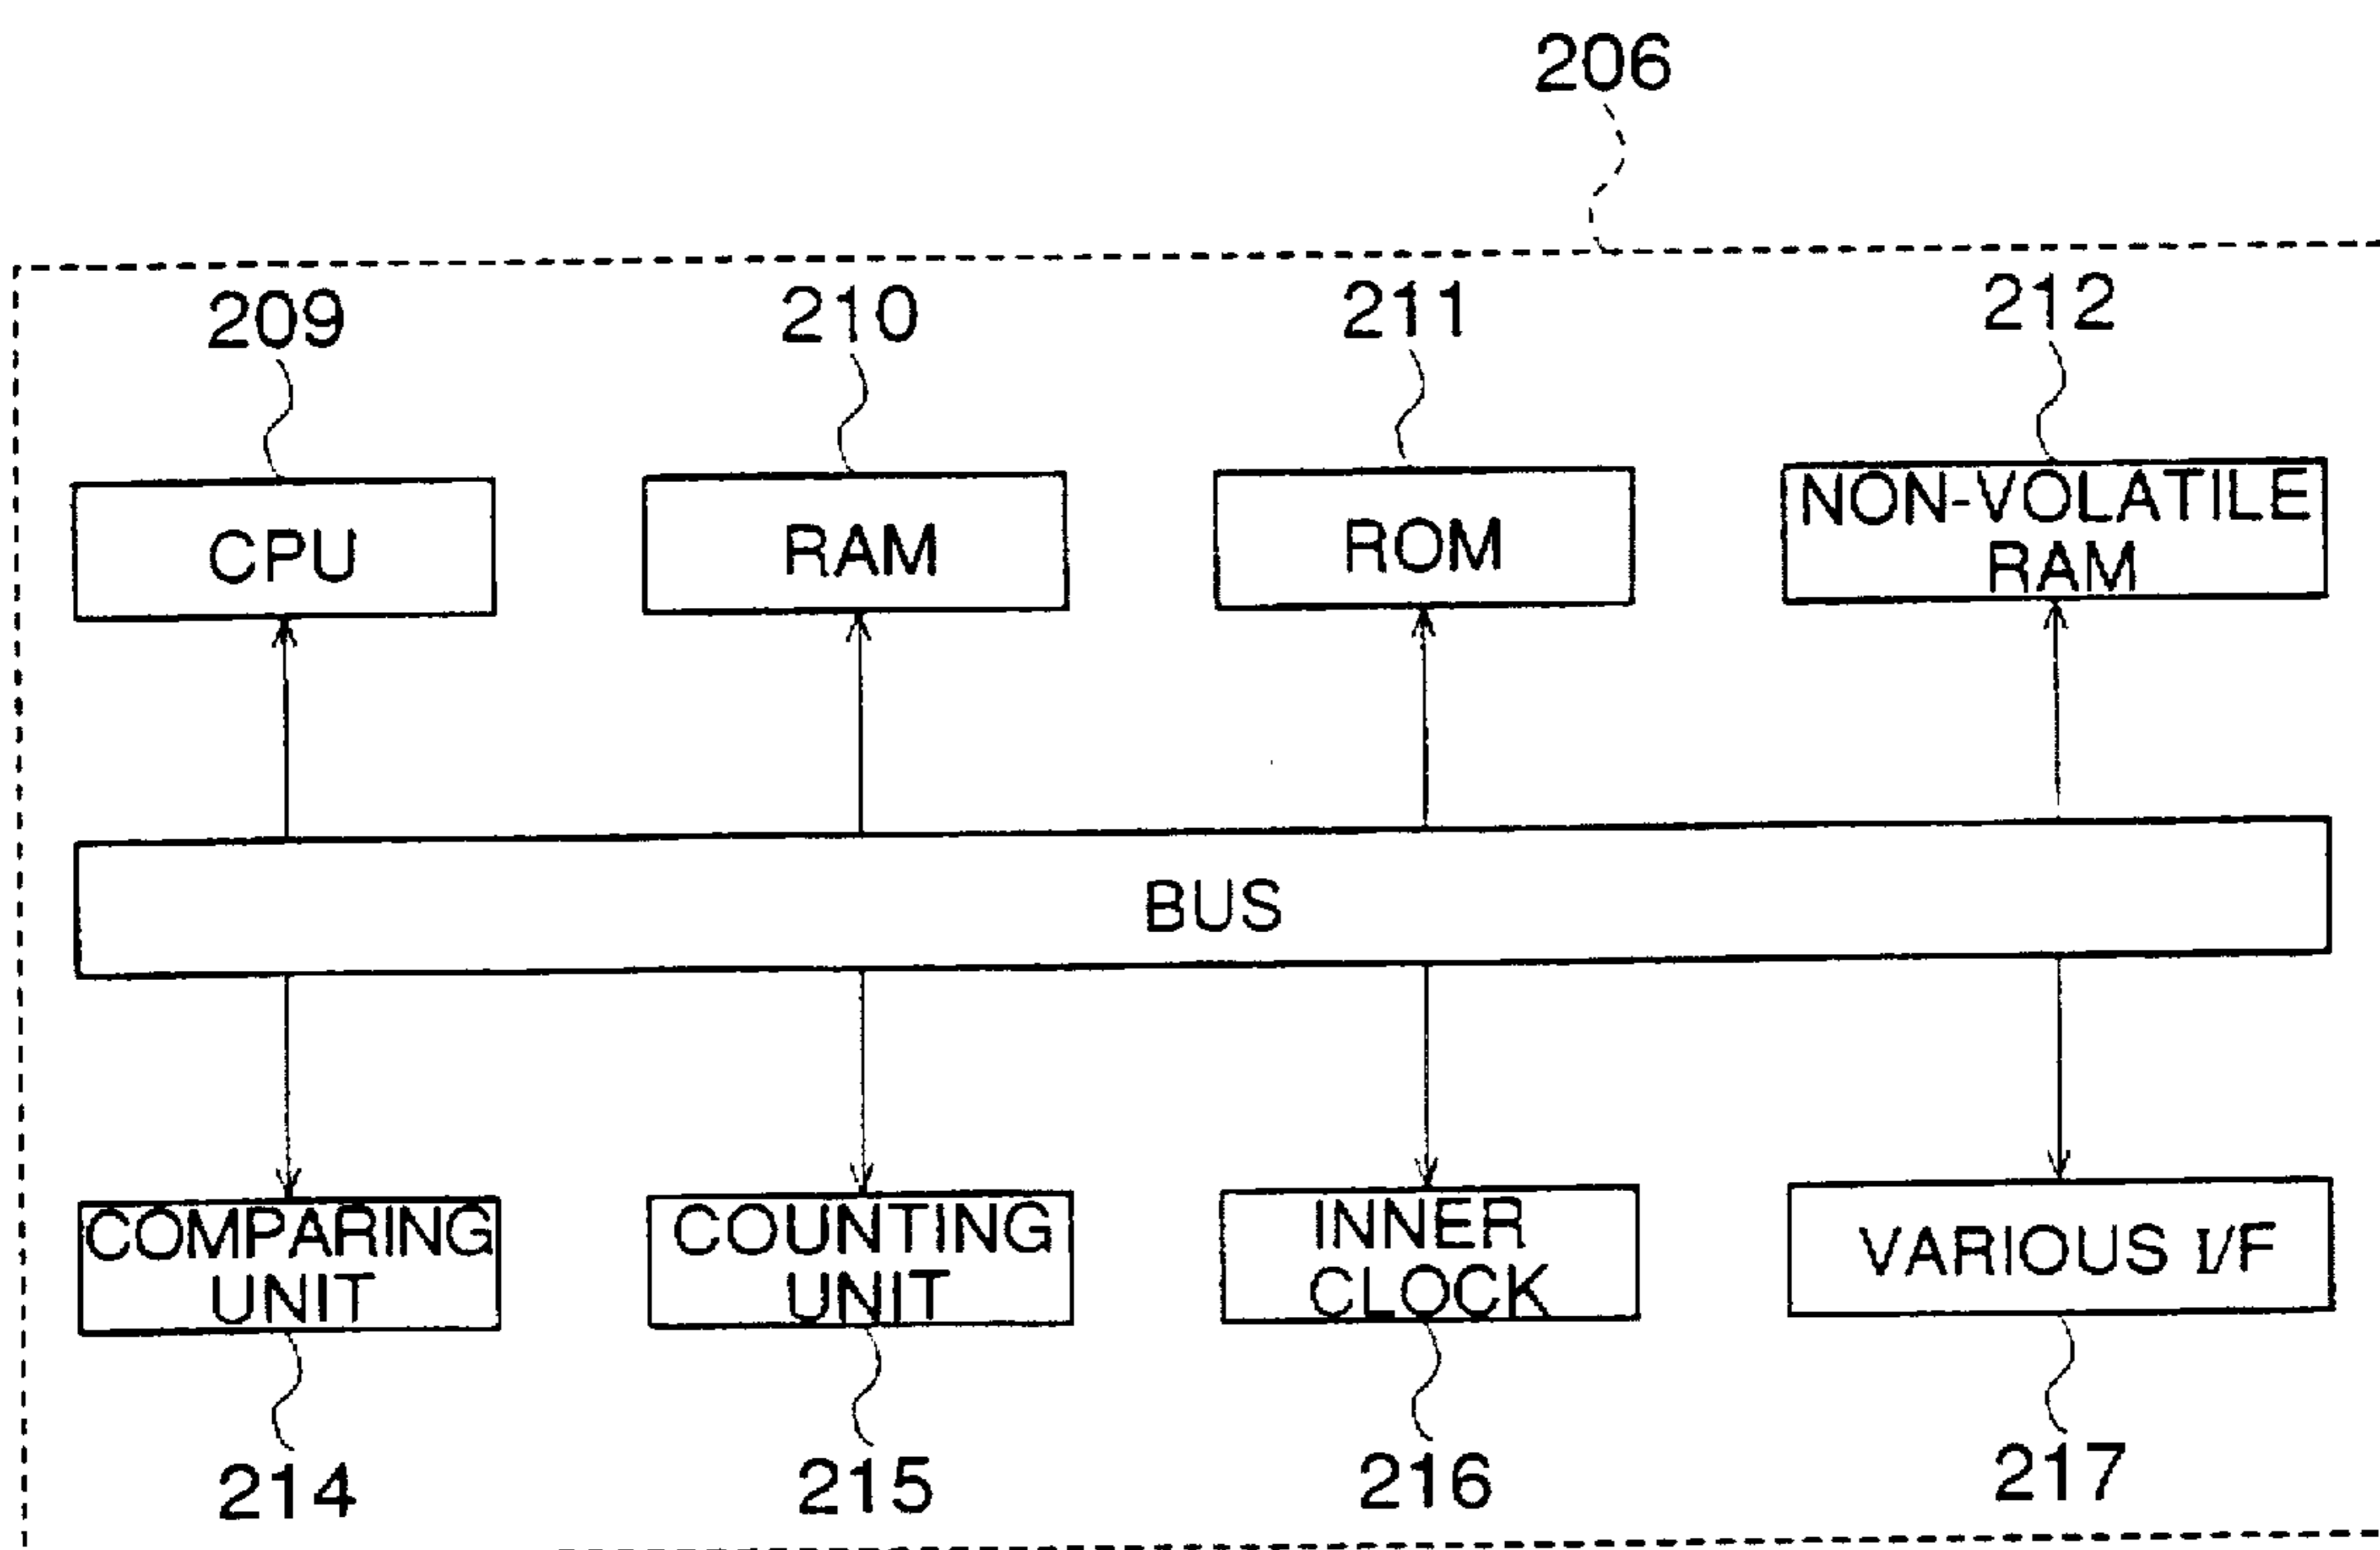 206
209
210
211
212
CPU
RAM
ROM
NON-VOLATILE
RAM
BUS
COMPARING
UNIT
COUNTING
UNIT
INNER
CLOCK
VARIOUS I/F
214
215
216
217